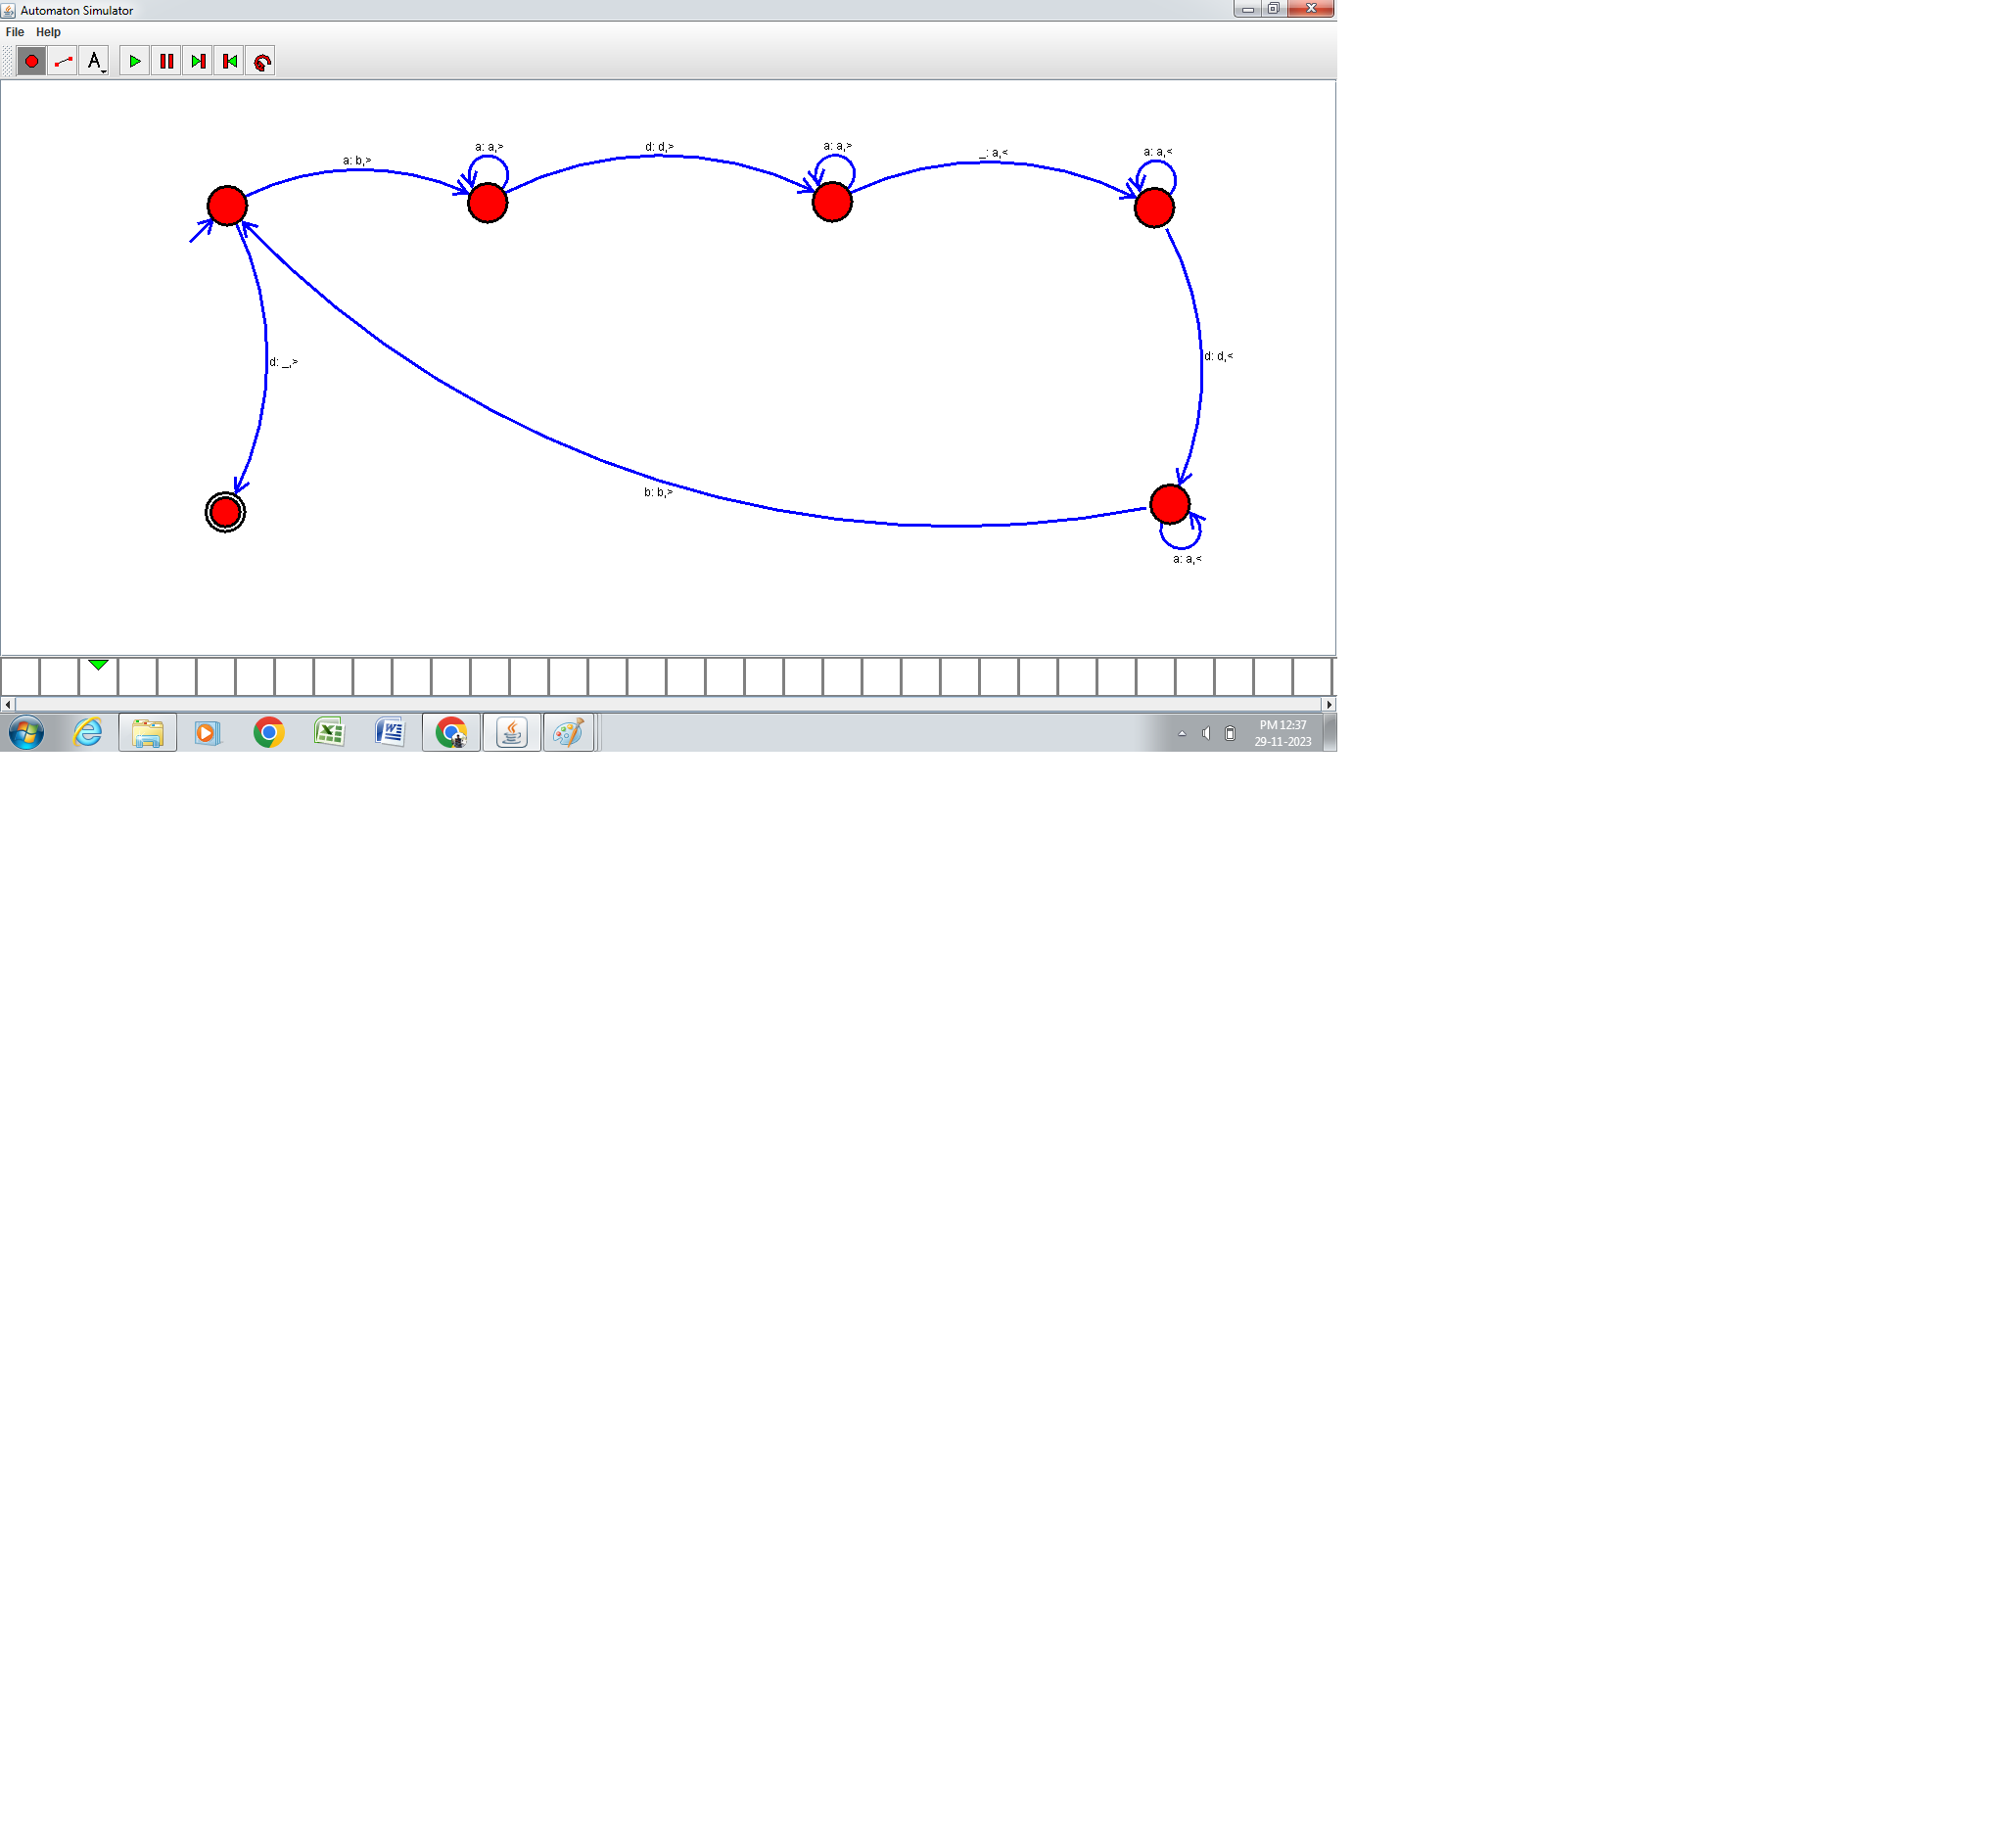 Automaton Simulator
File Help
A
a: b,>
a: a,>
d: d,>
a: a,>
_: a,<
a: a,<
d: _,>
d: d,<
b: b,>
a: a,<
PM 12:37
29-11-2023